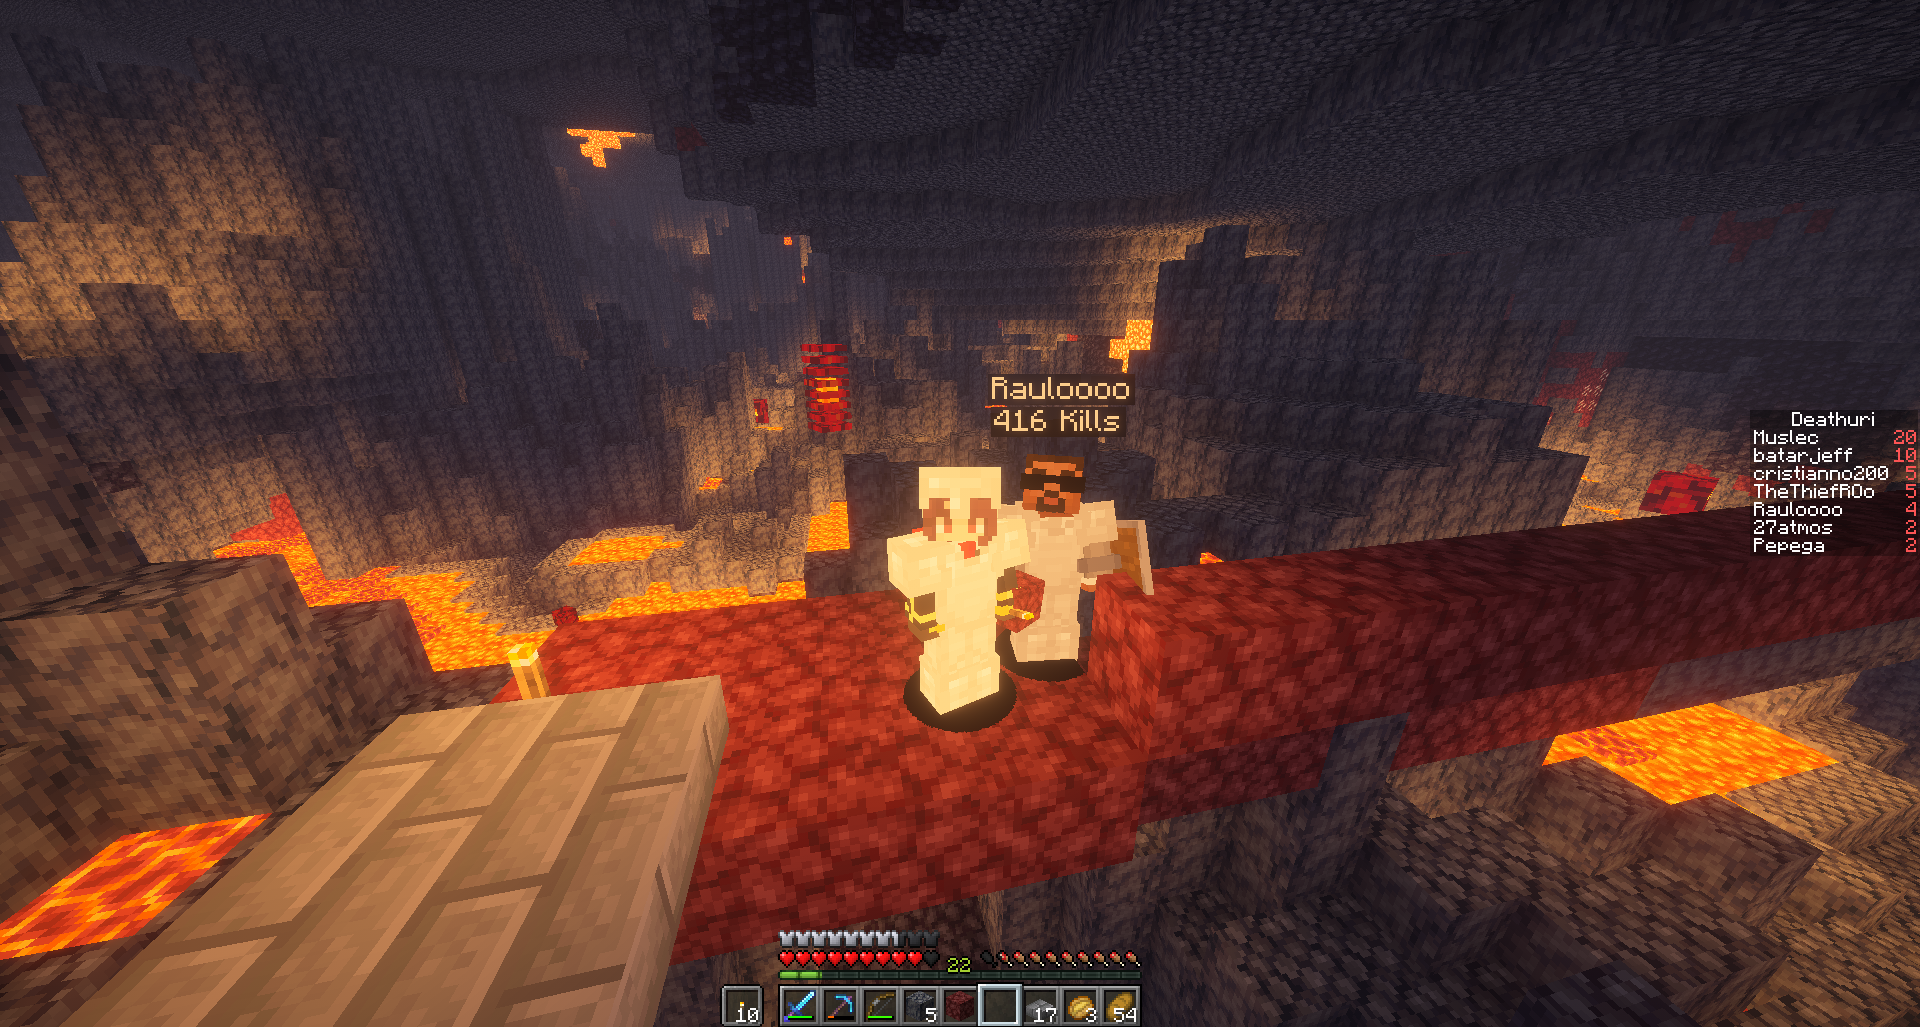 Rauloooo
416 Kills
Deathuri
Muslec 20
batarjeff 10
cristianno200 5
TheThiefR0o 5
Rauloooo 4
27atmos 2
Pepega 2
22
10 5 17 3 54